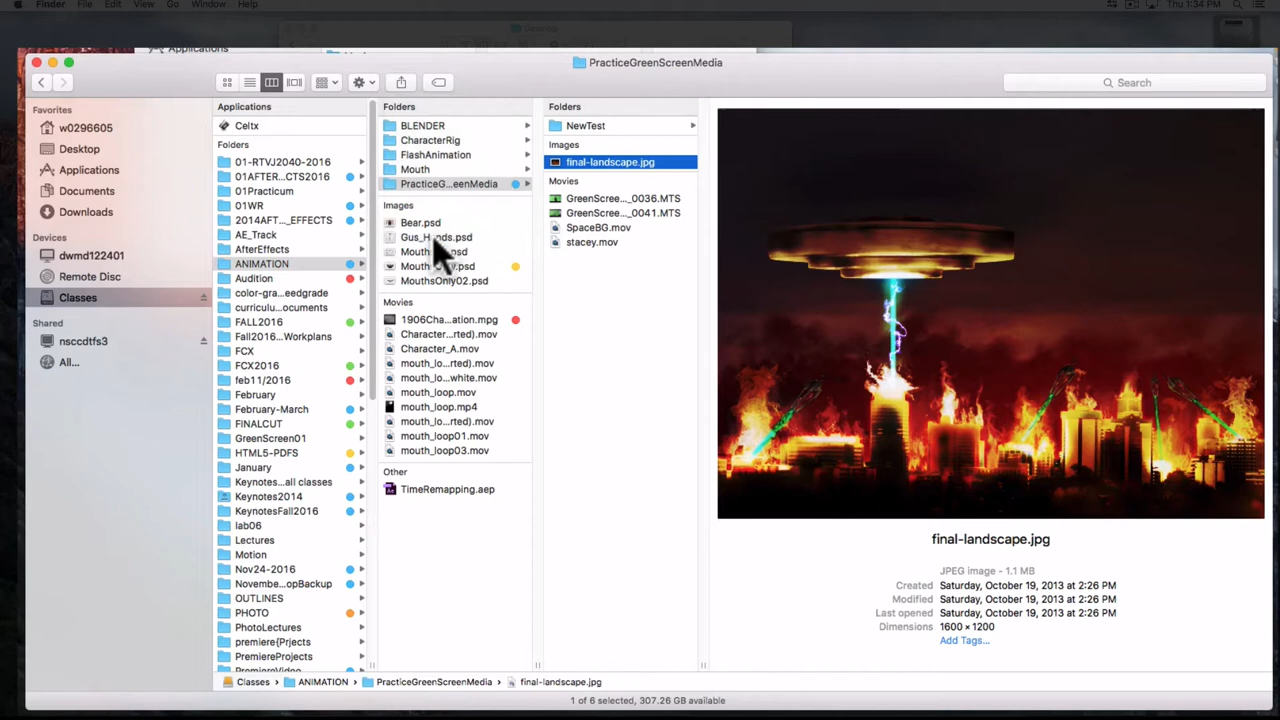 Finder File Edit View Go Window Help
Thu 1:34 PM
Applications
PracticeGreenScreenMedia
Search
Favorites
w0296605
Desktop
Applications
Documents
Downloads
Devices
dwmd122401
Remote Disc
Classes
Shared
nsccdtfs3
All...
Applications
Celtx
Folders
01-RTVJ2040-2016
01AFTER...CTS2016
01Practicum
01WR
2014AFT..._EFFECTS
AE_Track
AfterEffects
ANIMATION
Audition
color-gra...eedgrade
curriculu...ocuments
FALL2016
Fall2016...Workplans
FCX
FCX2016
feb11/2016
February
February-March
FINALCUT
GreenScreen01
HTML5-PDFS
January
Keynotes...all classes
Keynotes2014
KeynotesFall2016
lab06
Lectures
Motion
Nov24-2016
Novembe...opBackup
OUTLINES
PHOTO
PhotoLectures
premiere{Prjects
PremiereProjects
PremiereVideo
Folders
BLENDER
CharacterRig
FlashAnimation
Mouth
PracticeG...eenMedia
Images
Bear.psd
MouthsOnly02.psd
Movies
1906Cha...ation.mpg
Character...rted).mov
Character_A.mov
mouth_lo...rted).mov
mouth_lo...white.mov
mouth_loop.mov
mouth_loop.mp4
mouth_lo...rted).mov
mouth_loop01.mov
mouth_loop03.mov
Other
TimeRemapping.aep
Folders
NewTest
Images
final-landscape.jpg
Movies
GreenScree..._0036.MTS
GreenScree..._0041.MTS
SpaceBG.mov
stacey.mov
final-landscape.jpg
JPEG image - 1.1 MB
Created Saturday, October 19, 2013 at 2:26 PM
Modified Saturday, October 19, 2013 at 2:26 PM
Last opened Saturday, October 19, 2013 at 2:26 PM
Dimensions 1600 × 1200
Add Tags...
Classes ANIMATION PracticeGreenScreenMedia final-landscape.jpg
1 of 6 selected, 307.26 GB available